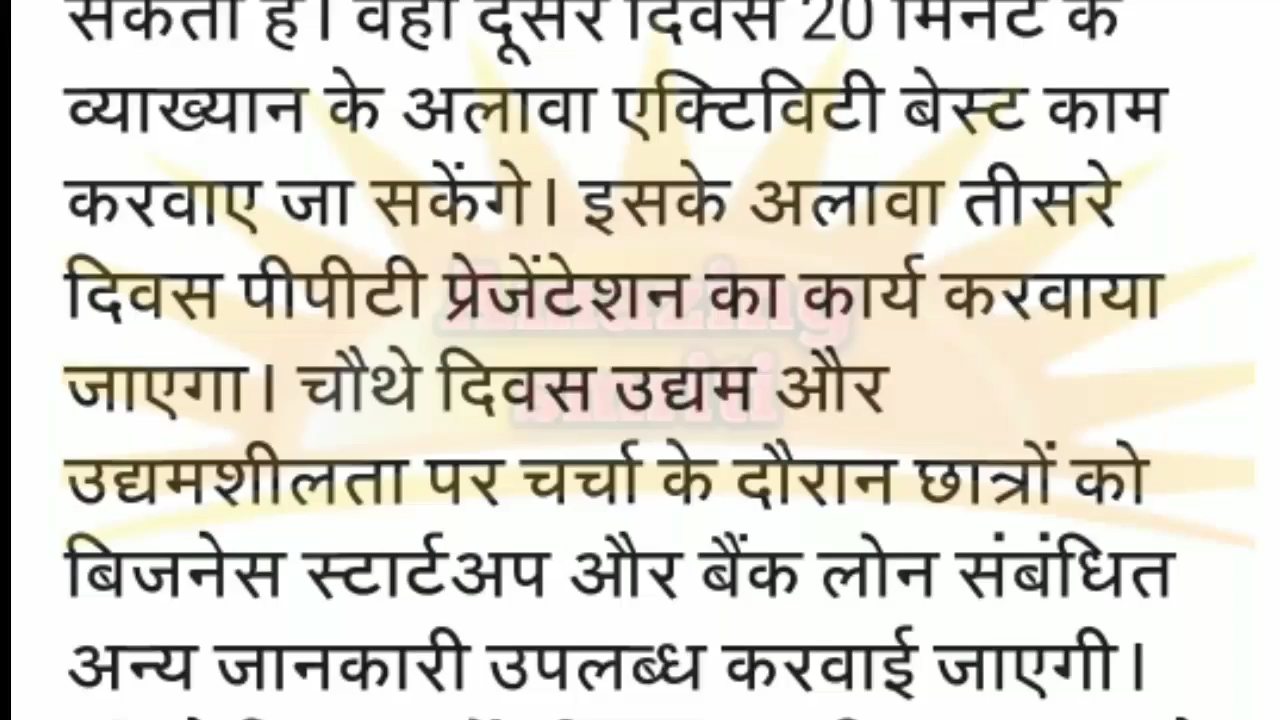 सकता है। वहीं दूसरे दिवस 20 मिनट के
व्याख्यान के अलावा एक्टिविटी बेस्ट काम
करवाए जा सकेंगे। इसके अलावा तीसरे
दिवस पीपीटी प्रेजेंटेशन का कार्य करवाया
जाएगा। चौथे दिवस उद्यम और
उद्यमशीलता पर चर्चा के दौरान छात्रों को
बिजनेस स्टार्टअप और बैंक लोन संबंधित
अन्य जानकारी उपलब्ध करवाई जाएगी।
Amazing